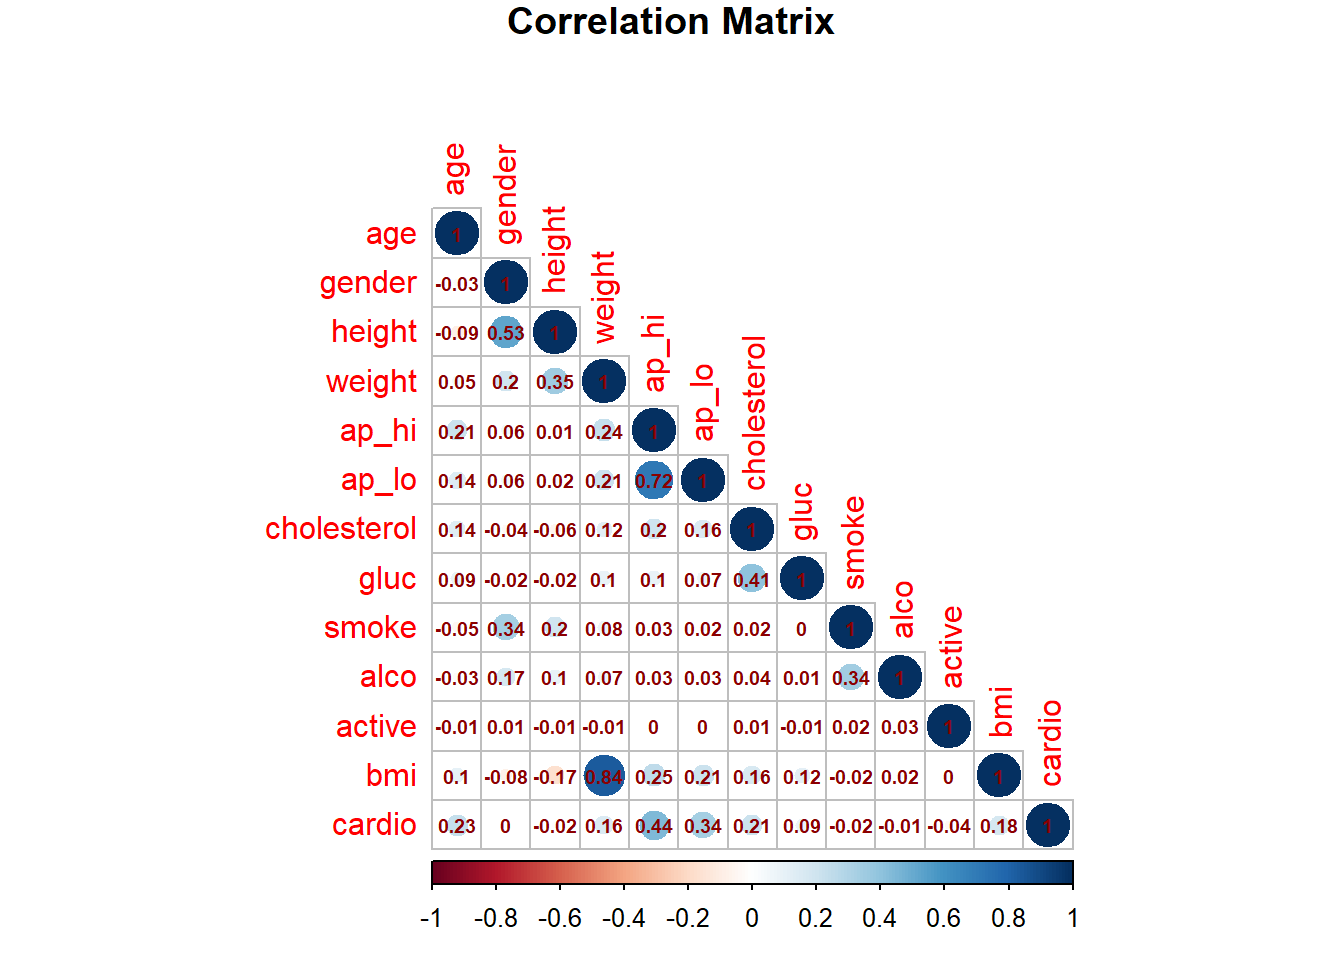 Correlation Matrix
age gender height weight ap_hi ap_lo cholesterol gluc smoke alco active bmi cardio
age 1
gender -0.03 1
height -0.09 0.53 1
weight 0.05 0.2 0.35 1
ap_hi 0.21 0.06 0.01 0.24 1
ap_lo 0.14 0.06 0.02 0.21 0.72 1
cholesterol 0.14 -0.04 -0.06 0.12 0.2 0.16 1
gluc 0.09 -0.02 -0.02 0.1 0.1 0.07 0.41 1
smoke -0.05 0.34 0.2 0.08 0.03 0.02 0.02 0 1
alco -0.03 0.17 0.1 0.07 0.03 0.03 0.04 0.01 0.34 1
active -0.01 0.01 -0.01 -0.01 0 0 0.01 -0.01 0.02 0.03 1
bmi 0.1 -0.08 -0.17 0.84 0.25 0.21 0.16 0.12 -0.02 0.02 0 1
cardio 0.23 0 -0.02 0.16 0.44 0.34 0.21 0.09 -0.02 -0.01 -0.04 0.18 1
-1 -0.8 -0.6 -0.4 -0.2 0 0.2 0.4 0.6 0.8 1